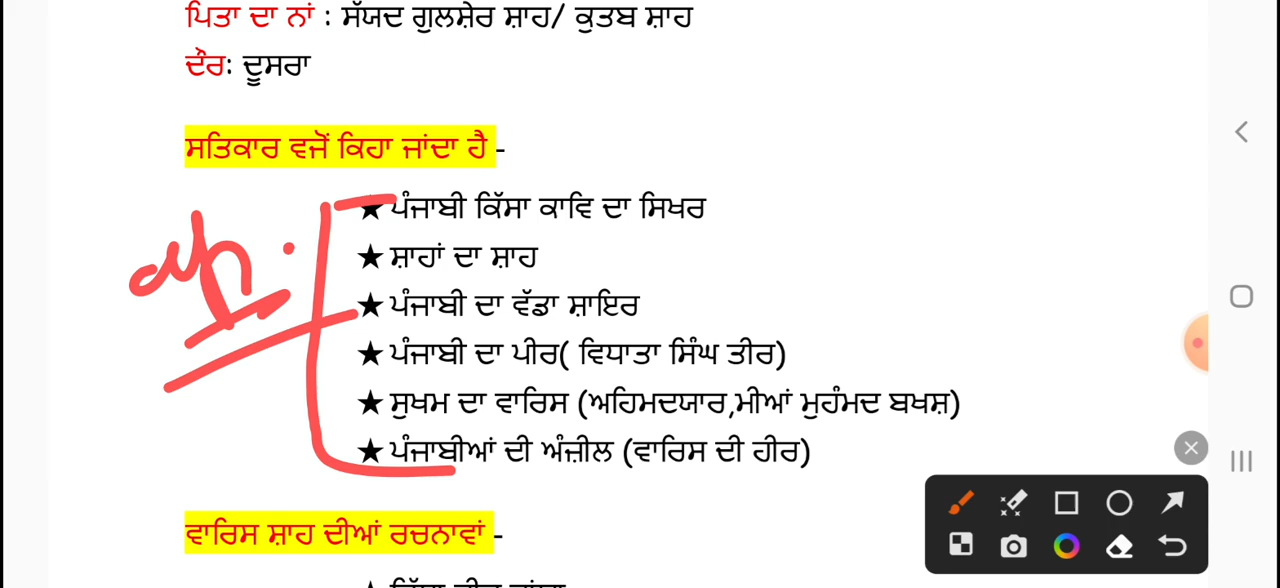 ਪਿਤਾ ਦਾ ਨਾਂ : ਸੱਯਦ ਗੁਲਸ਼ੇਰ ਸ਼ਾਹ/ ਕੁਤਬ ਸ਼ਾਹ
ਦੌਰ: ਦੂਸਰਾ
ਸਤਿਕਾਰ ਵਜੋਂ ਕਿਹਾ ਜਾਂਦਾ ਹੈ -
★ ਪੰਜਾਬੀ ਕਿੱਸਾ ਕਾਵਿ ਦਾ ਸਿਖਰ
★ ਸ਼ਾਹਾਂ ਦਾ ਸ਼ਾਹ
★ ਪੰਜਾਬੀ ਦਾ ਵੱਡਾ ਸ਼ਾਇਰ
★ ਪੰਜਾਬੀ ਦਾ ਪੀਰ( ਵਿਧਾਤਾ ਸਿੰਘ ਤੀਰ)
★ ਸੁਖਮ ਦਾ ਵਾਰਿਸ (ਅਹਿਮਦਯਾਰ,ਮੀਆਂ ਮੁਹੰਮਦ ਬਖਸ਼)
★ ਪੰਜਾਬੀਆਂ ਦੀ ਅੰਜ਼ੀਲ (ਵਾਰਿਸ ਦੀ ਹੀਰ)
ਵਾਰਿਸ ਸ਼ਾਹ ਦੀਆਂ ਰਚਨਾਵਾਂ -